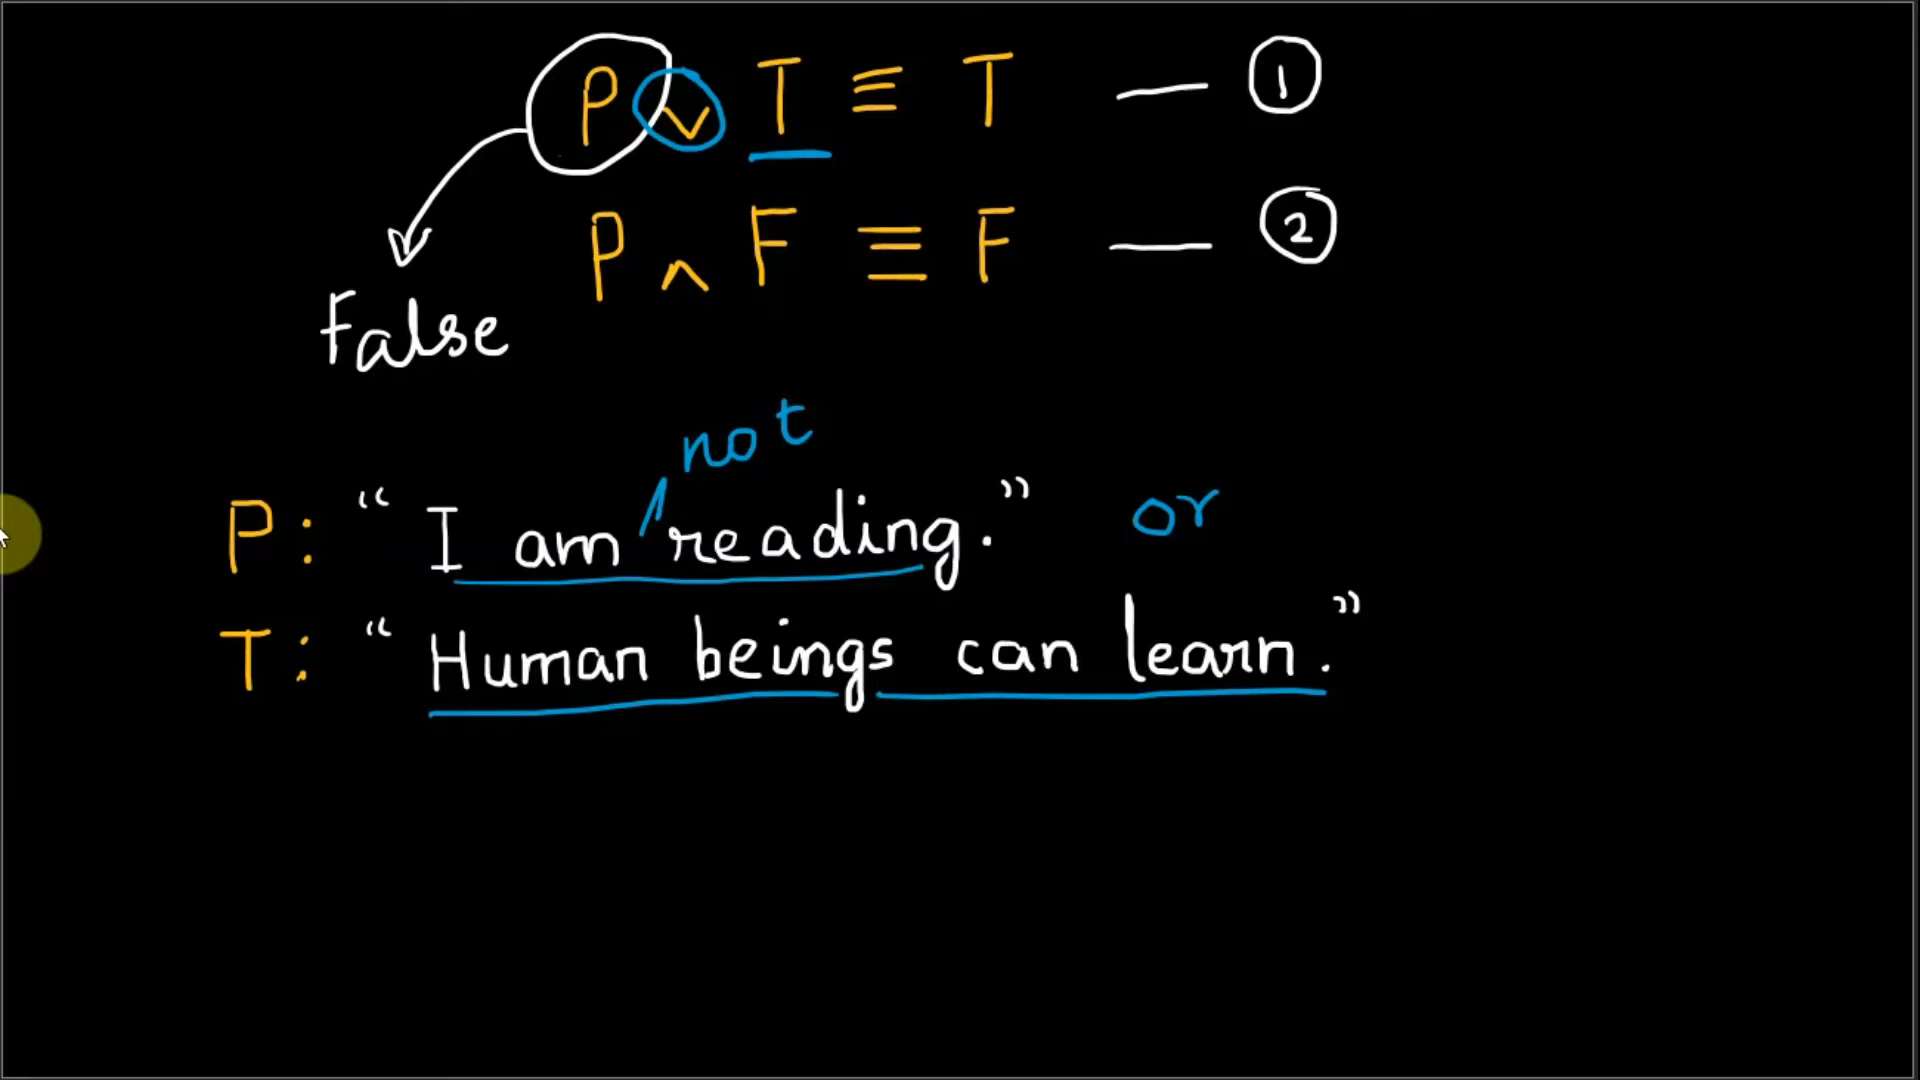 P ∨ T ≡ T — ①
P ∧ F ≡ F — ②
False
not
P: “ I am reading.” or
T: “ Human beings can learn.”